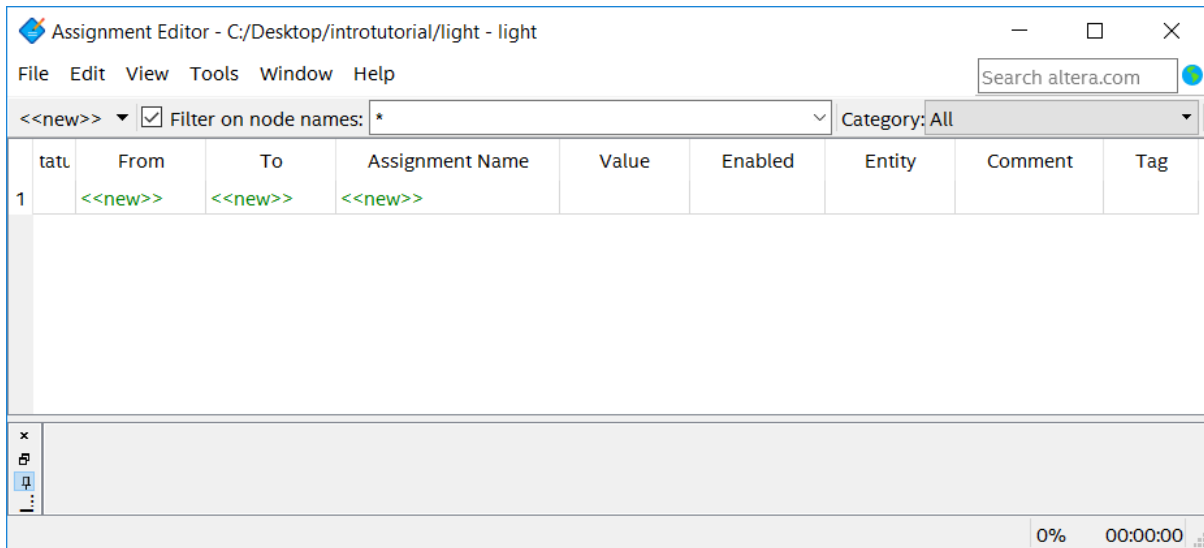 Assignment Editor - C:/Desktop/introtutorial/light - light
File Edit View Tools Window Help
Search altera.com
<<new>> Filter on node names: * Category: All
tatu From To Assignment Name Value Enabled Entity Comment Tag
1 <<new>> <<new>> <<new>>
0% 00:00:00